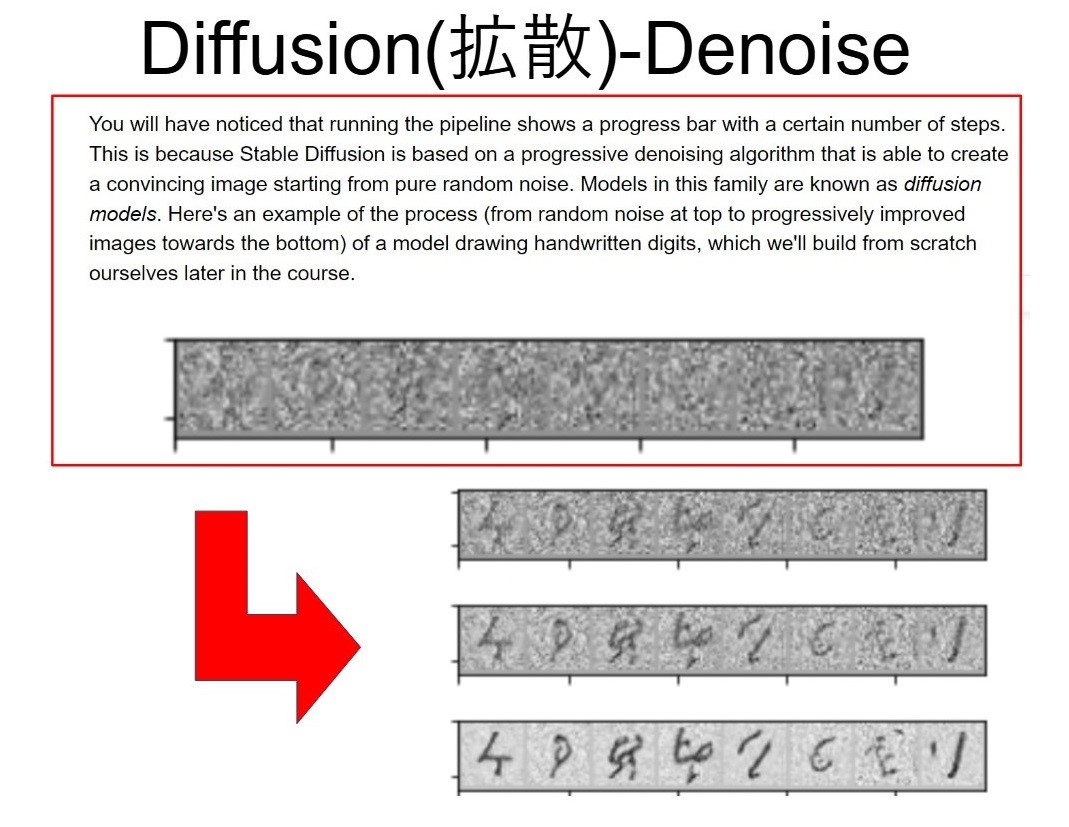 Diffusion(拡散)-Denoise
You will have noticed that running the pipeline shows a progress bar with a certain number of steps.
This is because Stable Diffusion is based on a progressive denoising algorithm that is able to create
a convincing image starting from pure random noise. Models in this family are known as diffusion
models. Here's an example of the process (from random noise at top to progressively improved
images towards the bottom) of a model drawing handwritten digits, which we'll build from scratch
ourselves later in the course.